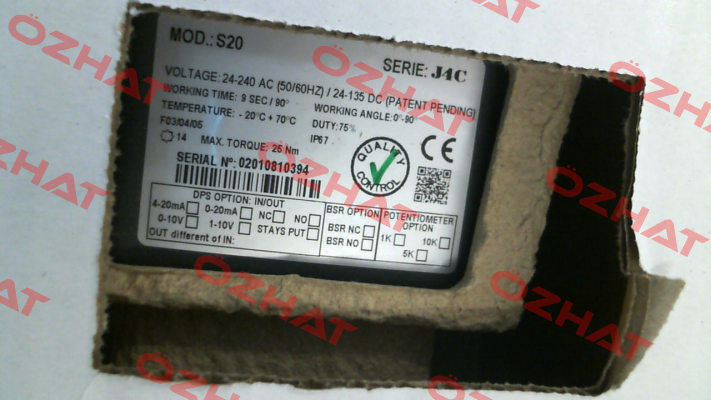 MOD.: S20
SERIE: J4C
VOLTAGE: 24-240 AC (50/60HZ) / 24-135 DC (PATENT PENDING)
WORKING TIME: 9 SEC / 90° WORKING ANGLE: 0°-90°
TEMPERATURE: - 20°C + 70°C DUTY: 75%
F03/04/05 IP67
14 MAX. TORQUE: 25 Nm
SERIAL Nº: 02010810394
QUALITY CONTROL
CE
DPS OPTION: IN/OUT
4-20mA 0-20mA NC NO
0-10V 1-10V STAYS PUT
OUT different of IN:
BSR OPTION
BSR NC
BSR NO
POTENTIOMETER OPTION
1K 10K
5K
ÖZHAT
ÖZHAT
ÖZHAT
ÖZHAT
ÖZHAT
ÖZHAT
ÖZHAT
ÖZHAT
ÖZHAT
ÖZHAT